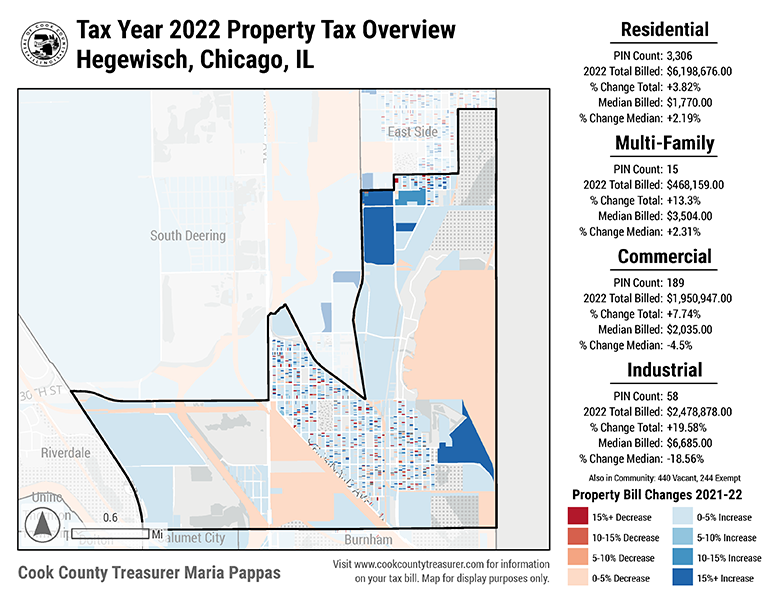 Tax Year 2022 Property Tax Overview
Hegewisch, Chicago, IL
East Side
South Deering
130TH ST
Riverdale
0.6
Mi
Calumet City
Burnham
Cook County Treasurer Maria Pappas
Visit www.cookcountytreasurer.com for information
on your tax bill. Map for display purposes only.
Residential
PIN Count: 3,306
2022 Total Billed: $6,198,676.00
% Change Total: +3.82%
Median Billed: $1,770.00
% Change Median: +2.19%
Multi-Family
PIN Count: 15
2022 Total Billed: $468,159.00
% Change Total: +13.3%
Median Billed: $3,504.00
% Change Median: +2.31%
Commercial
PIN Count: 189
2022 Total Billed: $1,950,947.00
% Change Total: +7.74%
Median Billed: $2,035.00
% Change Median: -4.5%
Industrial
PIN Count: 58
2022 Total Billed: $2,478,878.00
% Change Total: +19.58%
Median Billed: $6,685.00
% Change Median: -18.56%
Also in Community: 440 Vacant, 244 Exempt
Property Bill Changes 2021-22
15%+ Decrease
10-15% Decrease
5-10% Decrease
0-5% Decrease
0-5% Increase
5-10% Increase
10-15% Increase
15%+ Increase